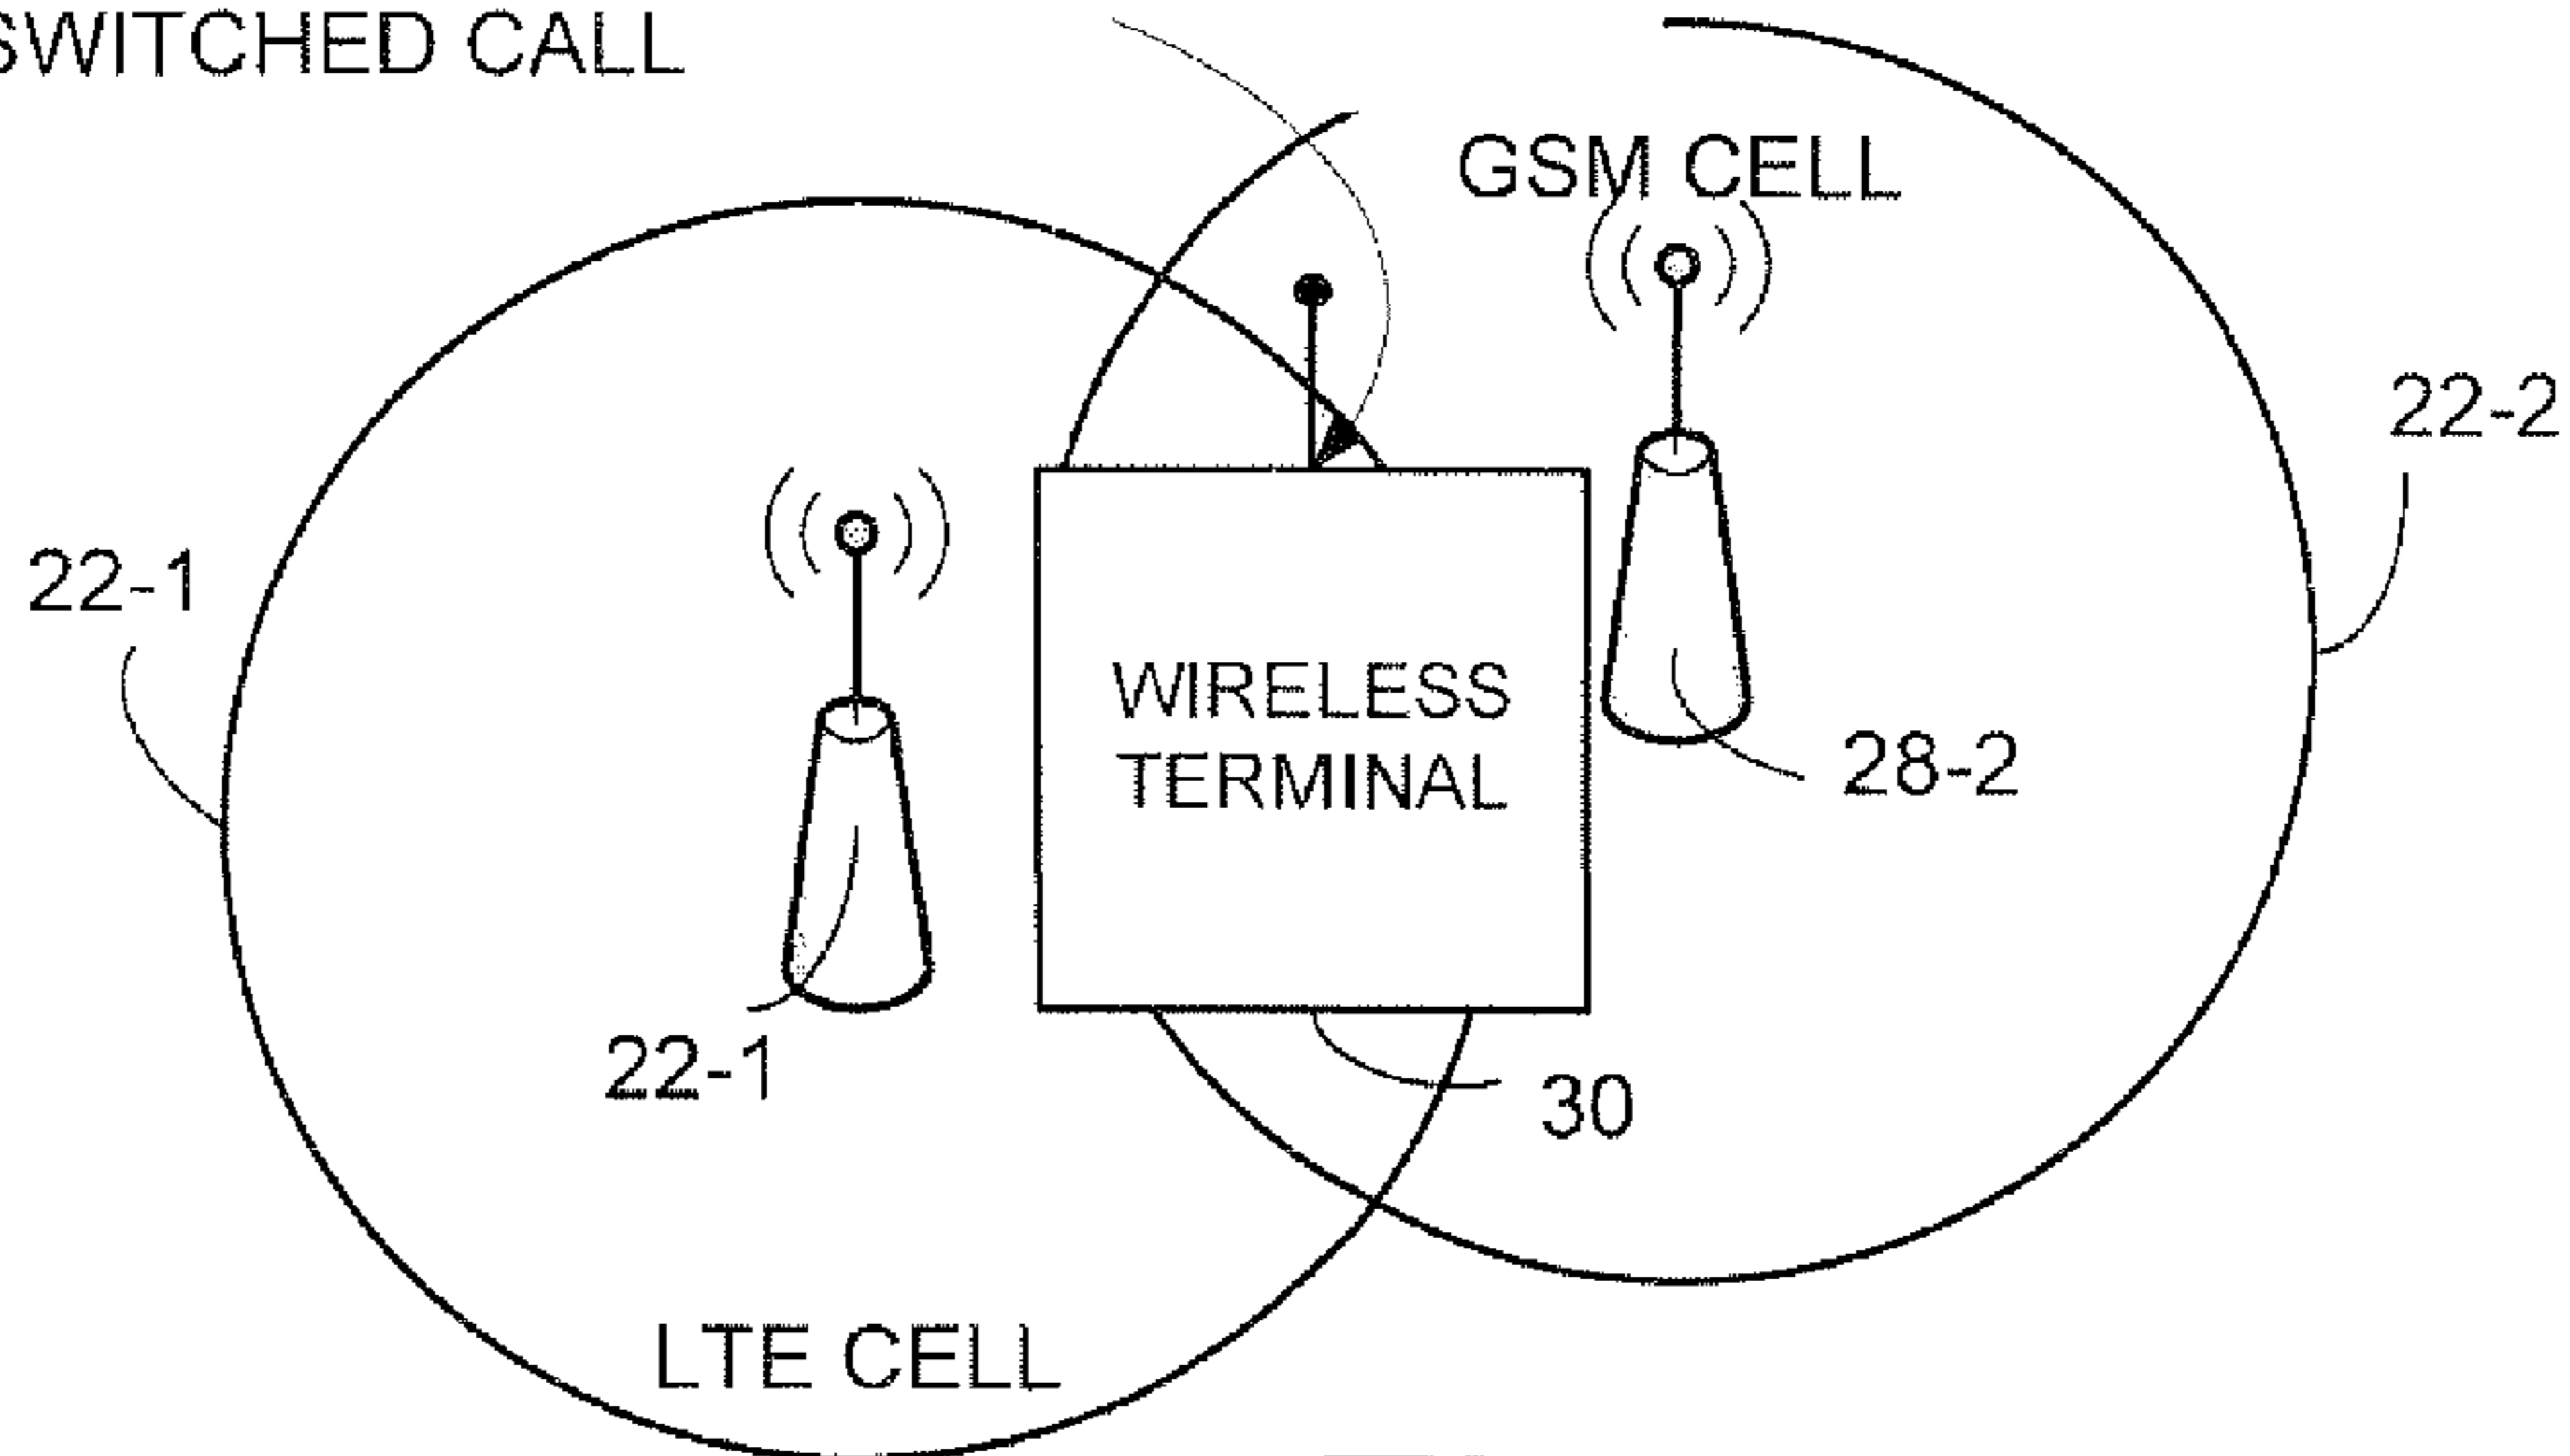 SWITCHED CALL
GSM CELL
22-2
22-1
WIRELESS
TERMINAL
28-2
22-1
30
LTE CELL